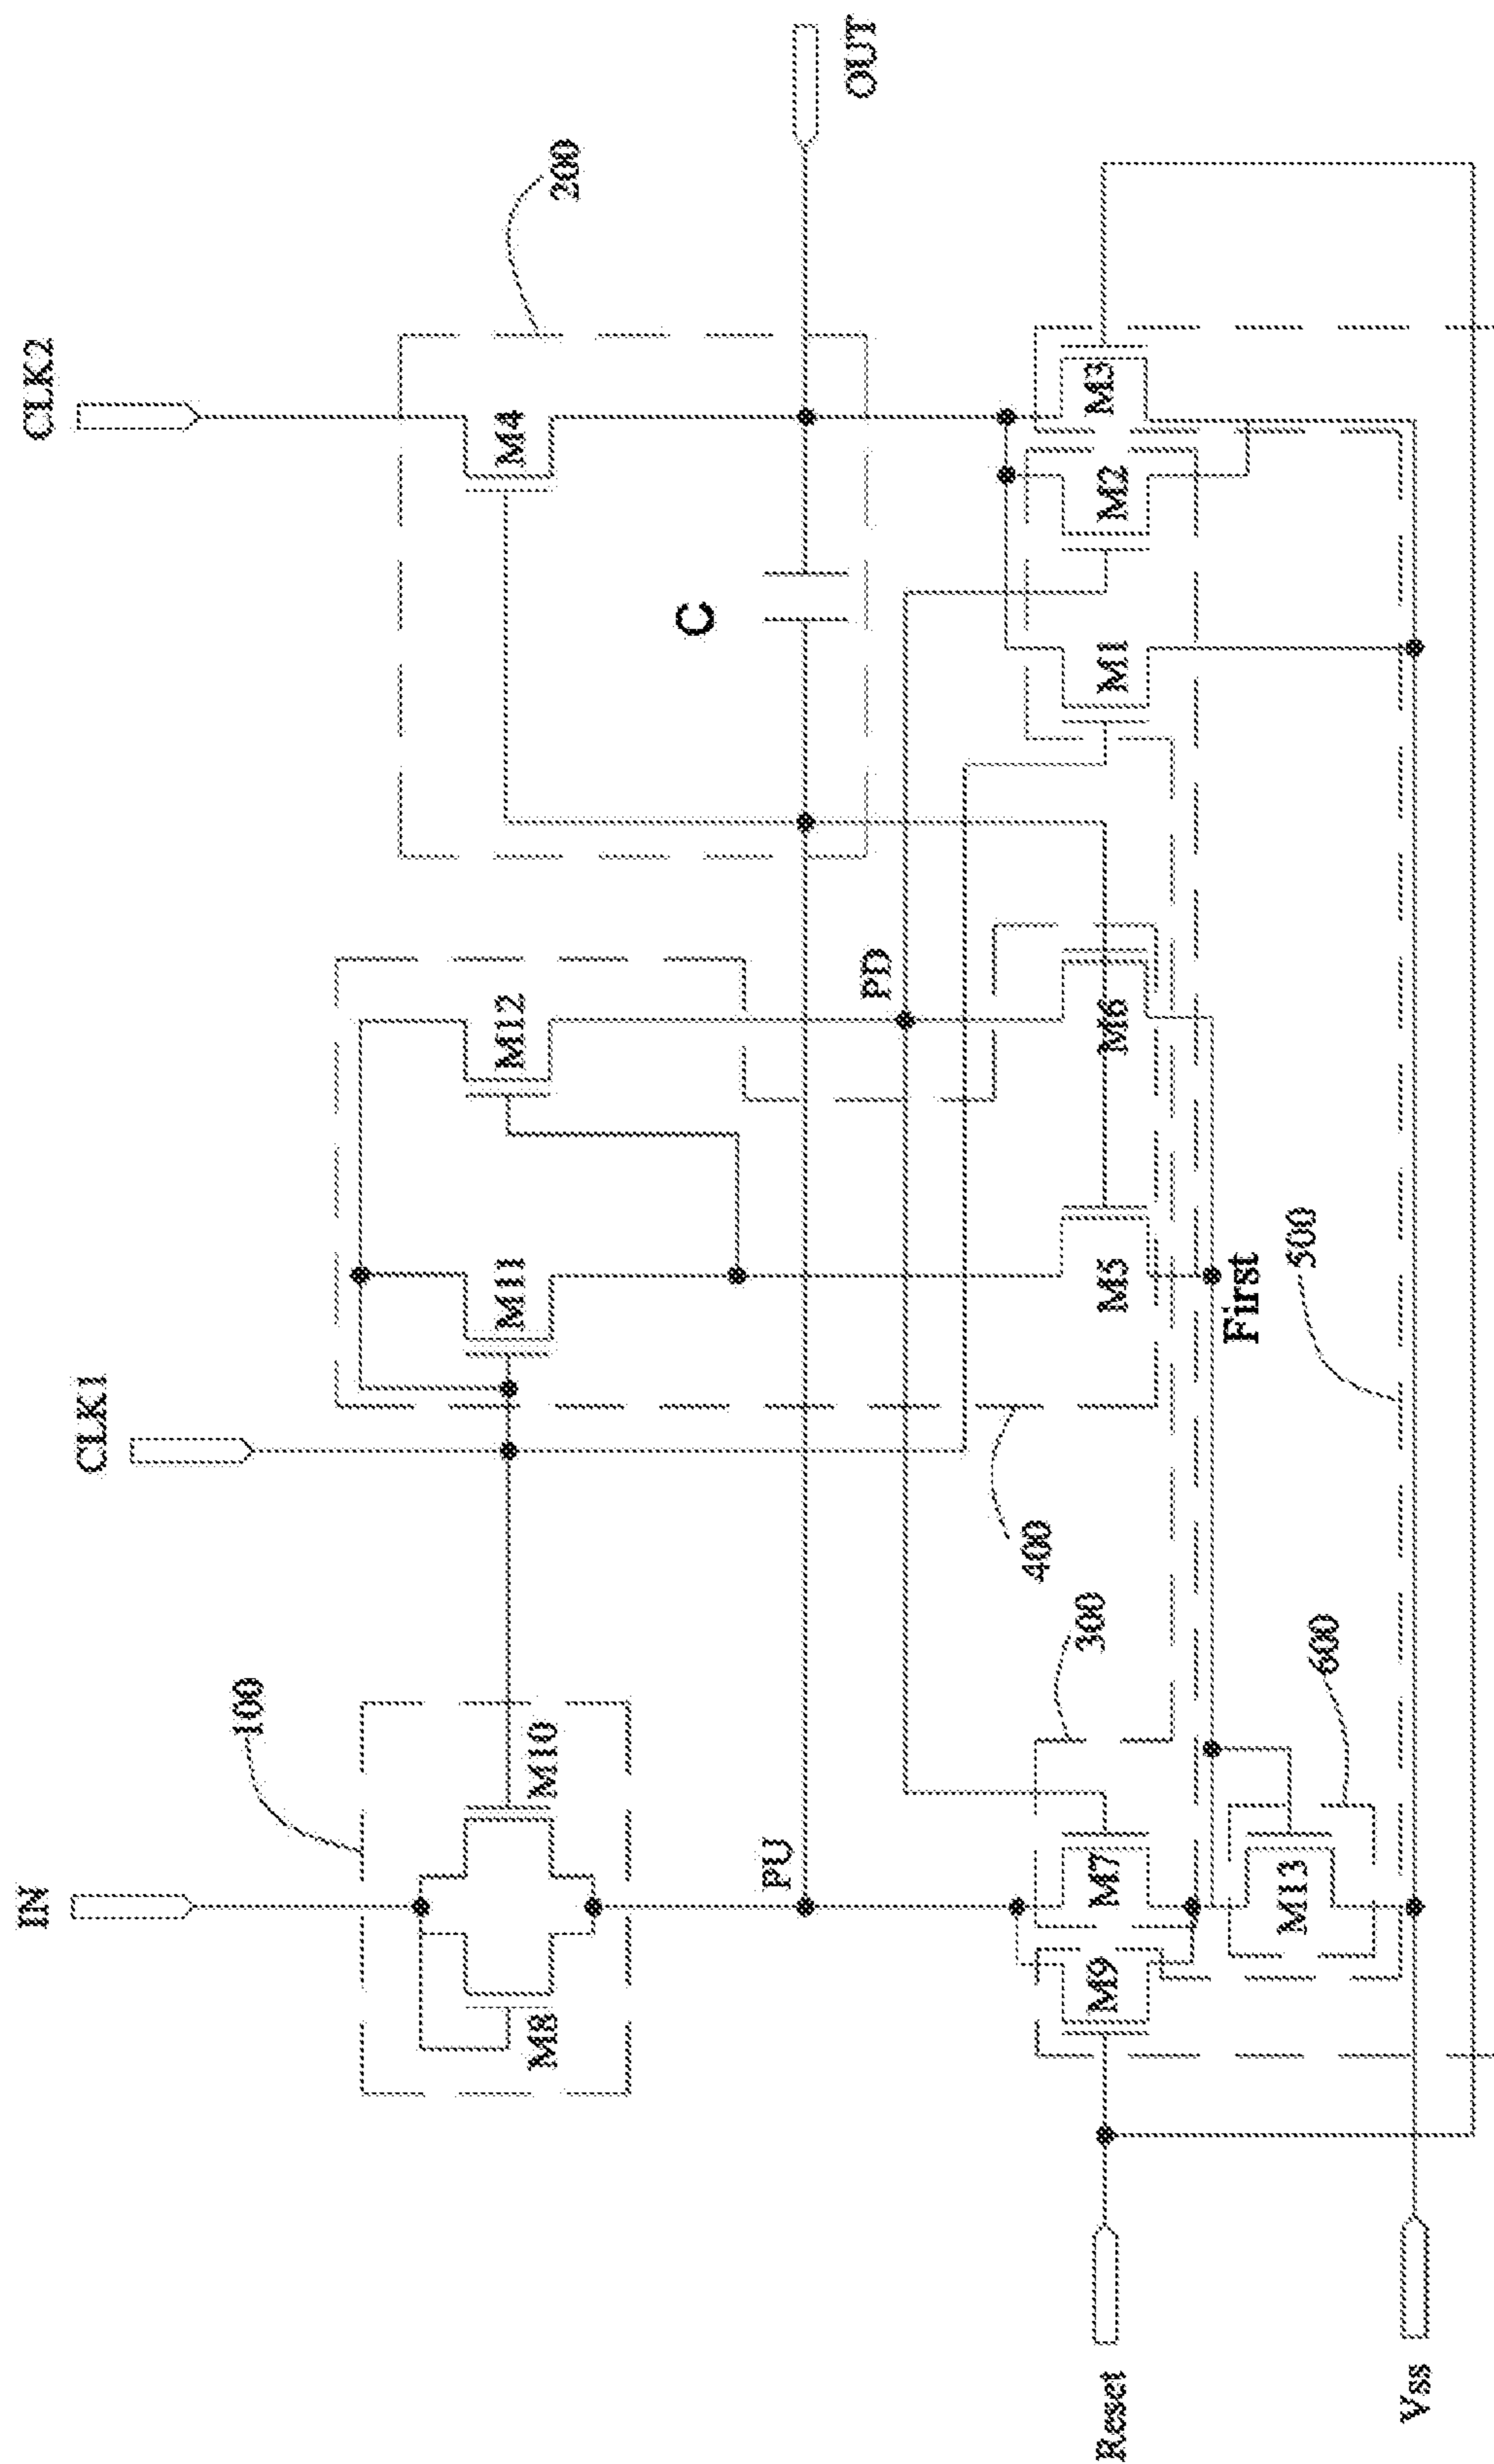 IN
CLK1
CLK2
100
200
M8
M10
M11
M12
M4
C
OUT
PU
PD
400
300
M9
M7
M5
M6
M1
M2
M3
First
M13
600
500
Reset
Vss